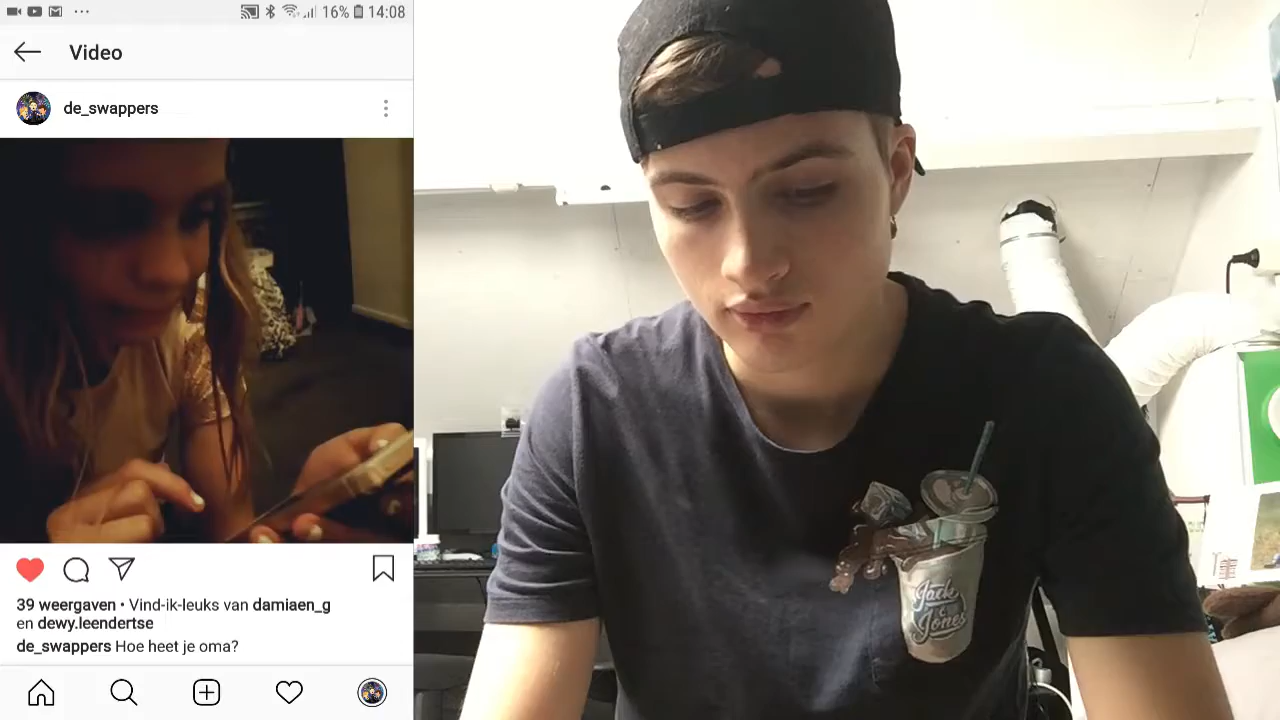 16% 14:08
Video
de_swappers
39 weergaven • Vind-ik-leuks van damiaen_g
en dewy.leendertse
de_swappers Hoe heet je oma?
Jack
&
Jones